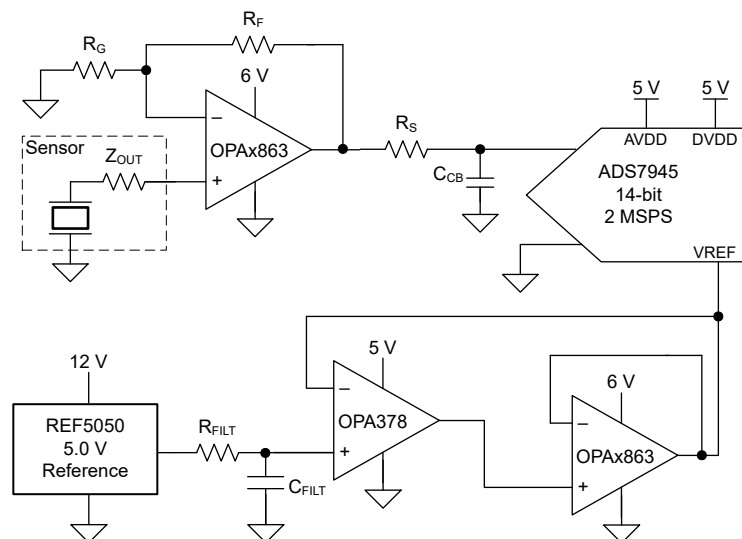 R_F
R_G
6 V
−
OPAx863
+
Sensor
Z_OUT
R_S
C_CB
5 V
5 V
AVDD
DVDD
ADS7945
14-bit
2 MSPS
VREF
12 V
REF5050
5.0 V
Reference
R_FILT
C_FILT
5 V
−
OPA378
+
6 V
−
OPAx863
+